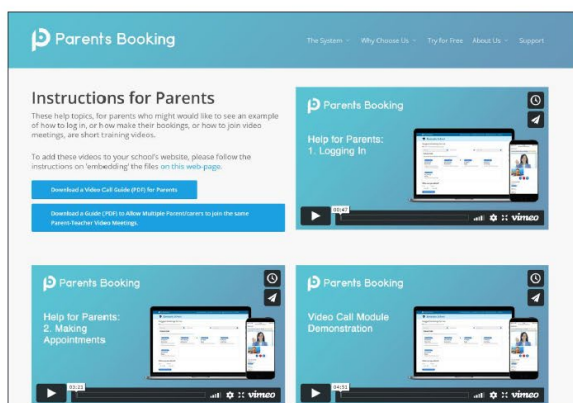 Parents Booking
The System  Why Choose Us  Try for Free  About Us  Support
Instructions for Parents
These help topics, for parents who might would like to see an example
of how to log in, or how make their bookings, or how to join video
meetings, are short training videos.
To add these videos to your school's website, please follow the
instructions on 'embedding' the files on this web-page.
Download a Video Call Guide (PDF) for Parents
Download a Guide (PDF) to Allow Multiple Parent/carers to join the same
Parent-Teacher Video Meetings.
Parents Booking
Help for Parents:
1. Logging In
01:47
vimeo
Parents Booking
Help for Parents:
2. Making
Appointments
03:21
vimeo
Parents Booking
Video Call Module
Demonstration
04:51
vimeo